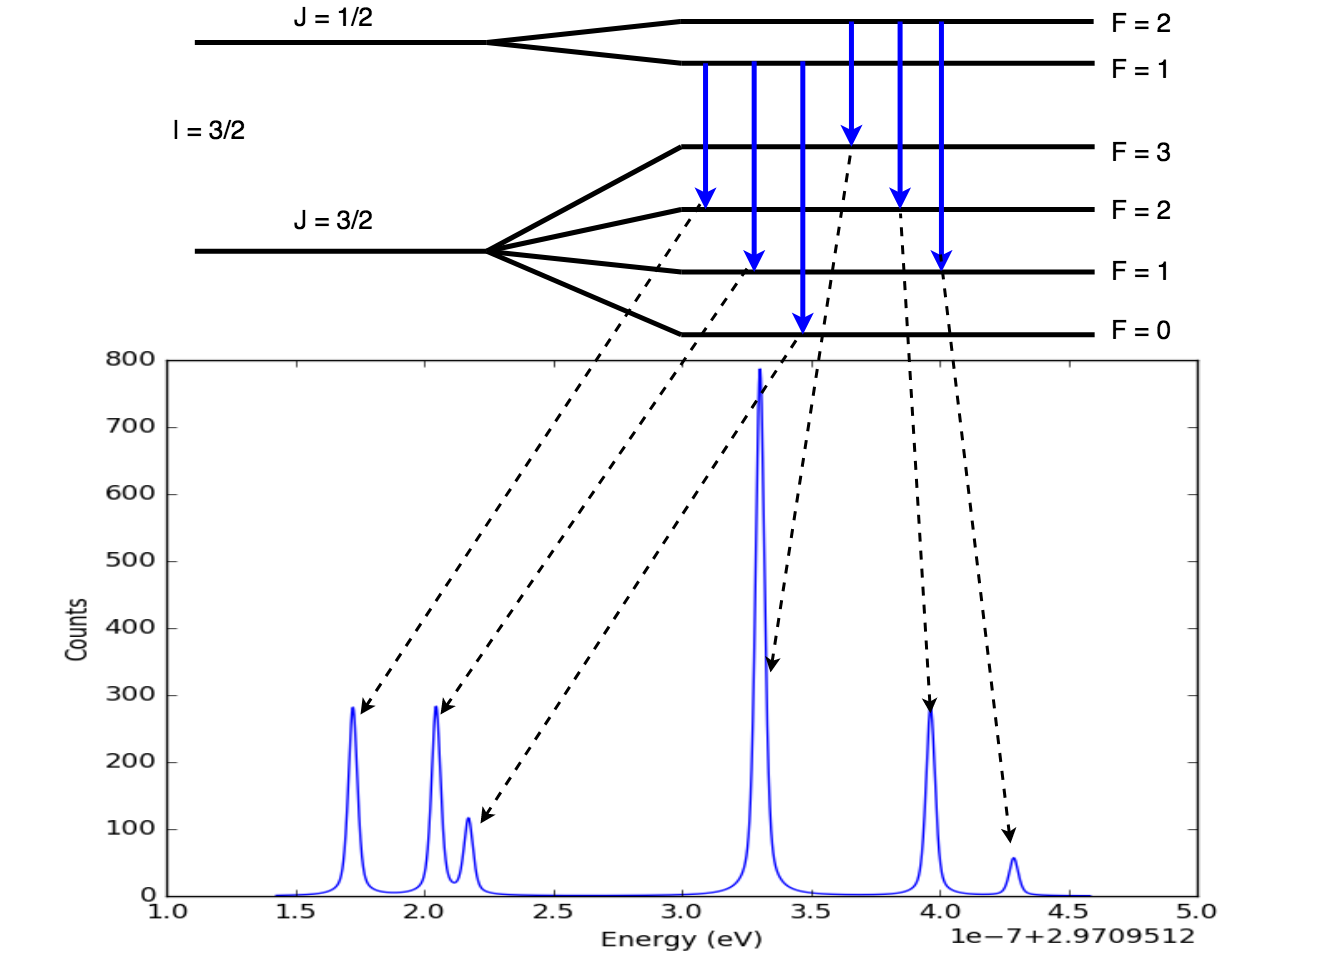 J = 1/2
F = 2
F = 1
I = 3/2
F = 3
J = 3/2
F = 2
F = 1
F = 0
800
700
600
500
400
300
200
100
0
Counts
1.0 1.5 2.0 2.5 3.0 3.5 4.0 4.5 5.0
Energy (eV)
1e−7+2.9709512